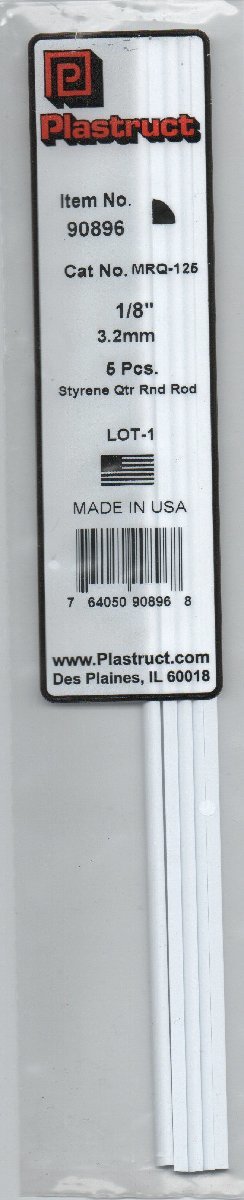 Plastruct
Item No.
90896
Cat No. MRQ-125
1/8"
3.2mm
5 Pcs.
Styrene Qtr Rnd Rod
LOT-1
MADE IN USA
7 64050 90896 8
www.Plastruct.com
Des Plaines, IL 60018